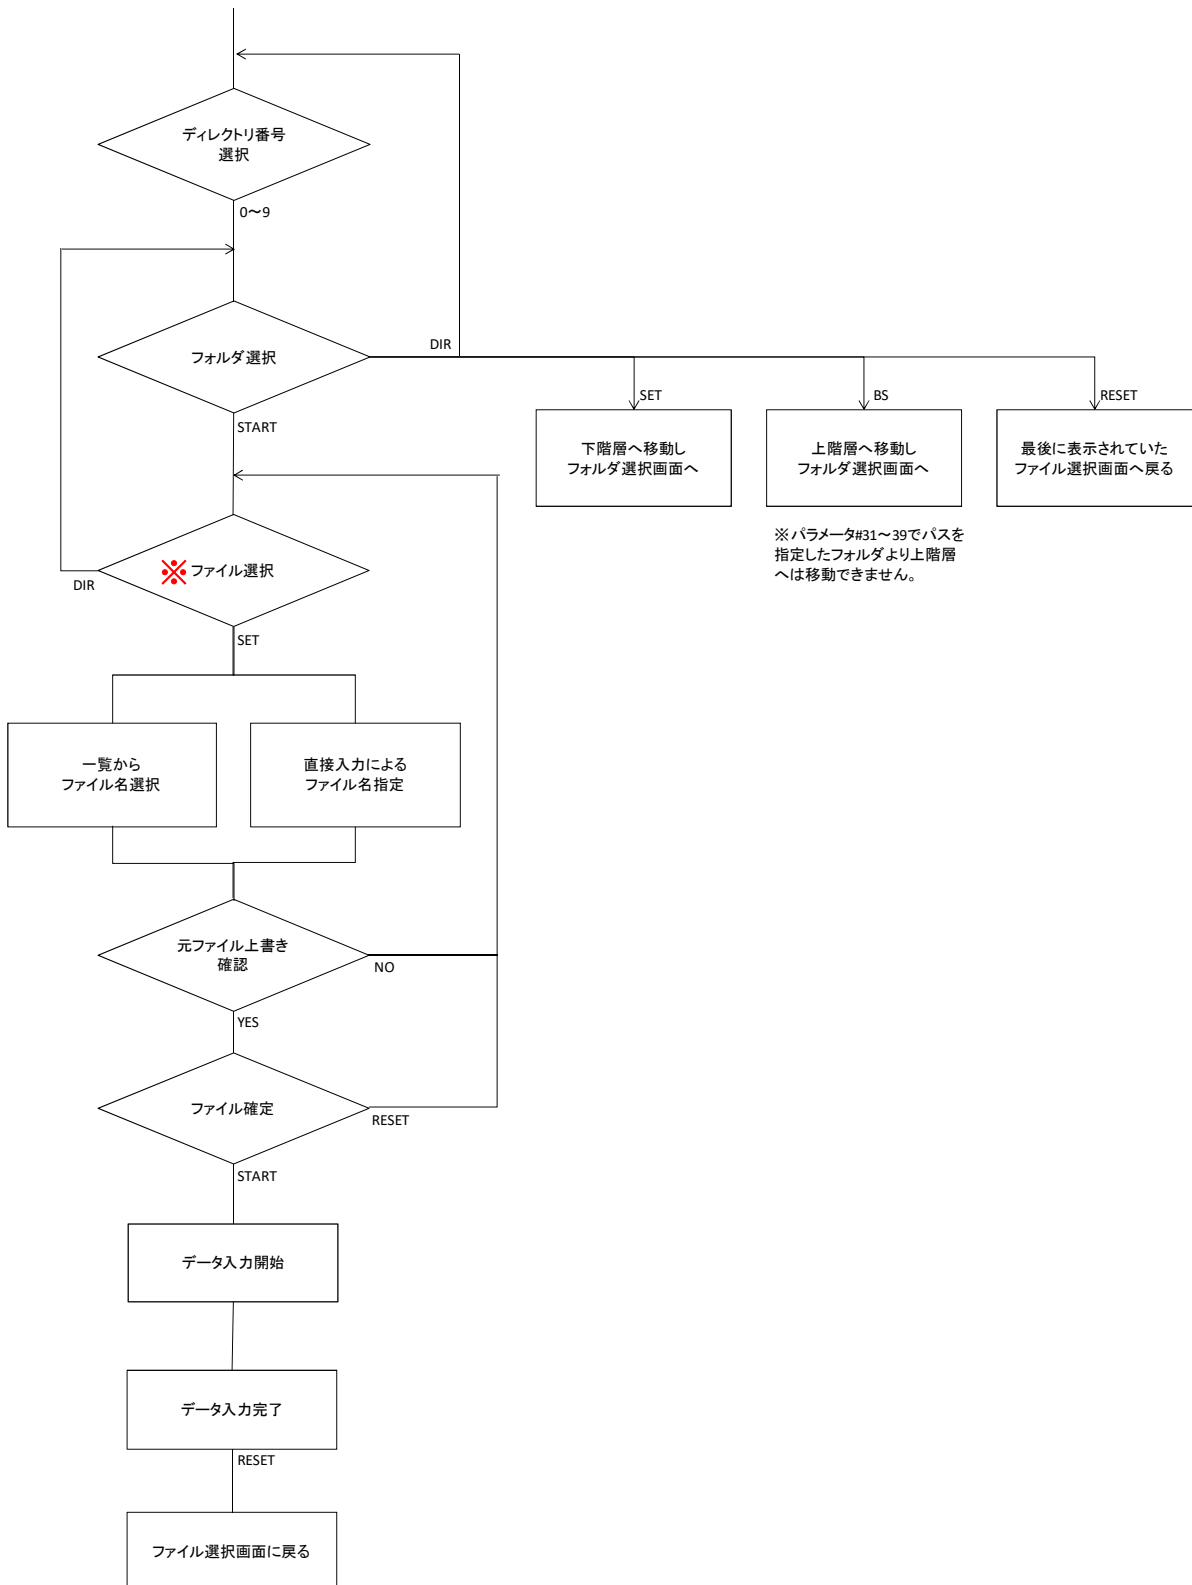 ディレクトリ番号
選択
0～9
フォルダ選択
DIR
START
SET
BS
RESET
下階層へ移動し
フォルダ選択画面へ
上階層へ移動し
フォルダ選択画面へ
最後に表示されていた
ファイル選択画面へ戻る
※パラメータ#31～39でパスを
指定したフォルダより上階層
へは移動できません。
※ファイル選択
DIR
SET
一覧から
ファイル名選択
直接入力による
ファイル名指定
元ファイル上書き
確認
NO
YES
ファイル確定
RESET
START
データ入力開始
データ入力完了
RESET
ファイル選択画面に戻る